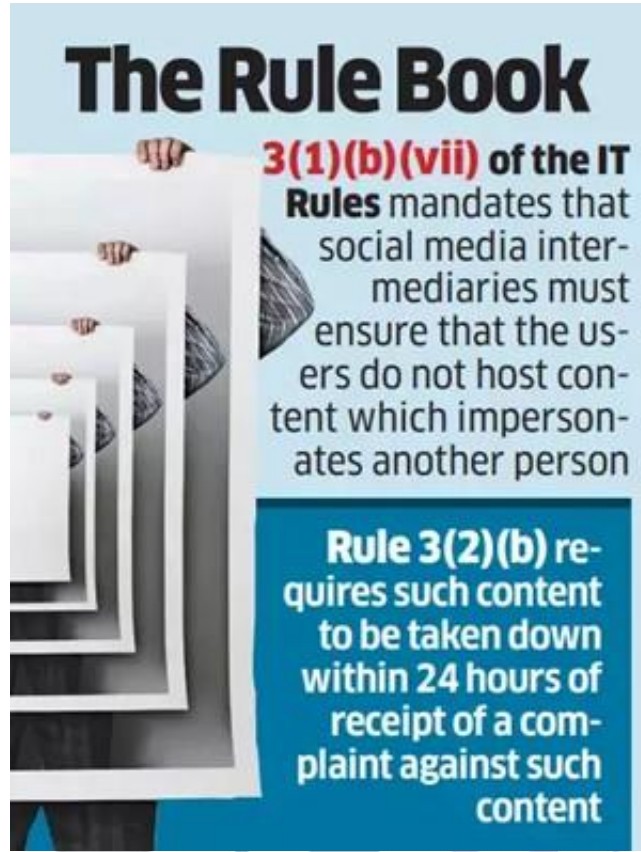 The Rule Book
3(1)(b)(vii) of the IT
Rules mandates that
social media inter-
mediaries must
ensure that the us-
ers do not host con-
tent which imperson-
ates another person
Rule 3(2)(b) re-
quires such content
to be taken down
within 24 hours of
receipt of a com-
plaint against such
content